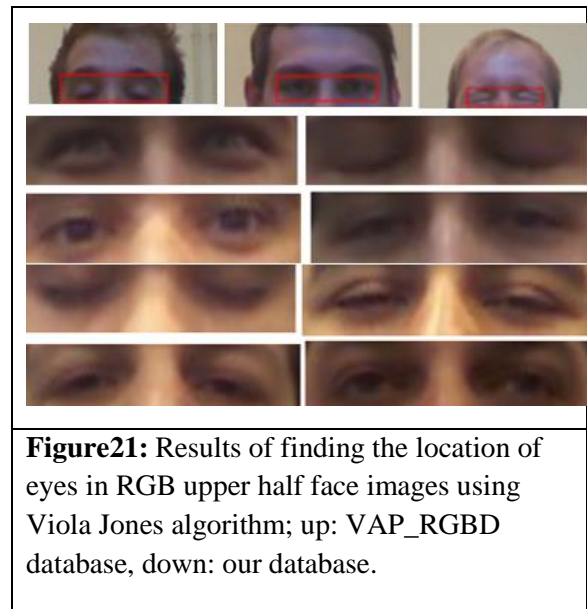 Figure21: Results of finding the location of
eyes in RGB upper half face images using
Viola Jones algorithm; up: VAP_RGBD
database, down: our database.